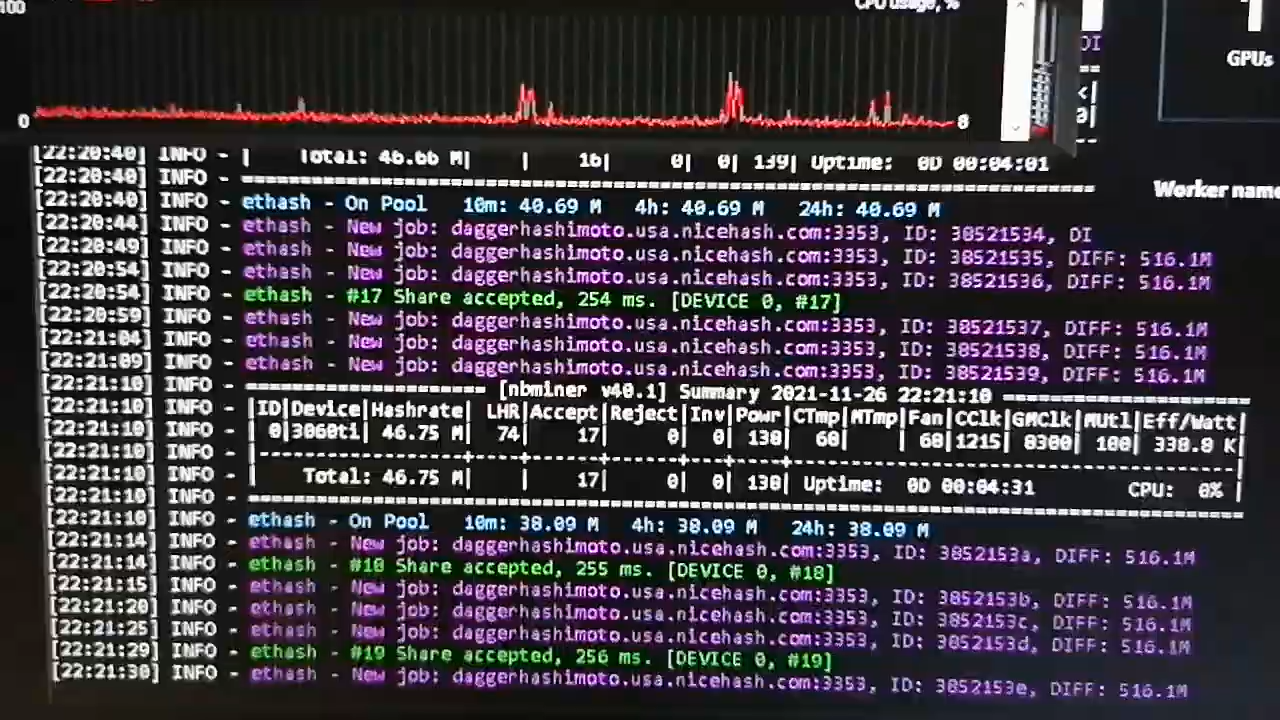 100
CPU usage, %
0
8
DI
GPUs
Worker name
[22:20:40] INFO - | Total: 46.66 M| | 16| 0| 0| 139| Uptime: 0D 00:04:01
[22:20:40] INFO - ================
[22:20:40] INFO - ethash - On Pool 10m: 40.69 M 4h: 40.69 M 24h: 40.69 M
[22:20:44] INFO - ethash - New job: daggerhashimoto.usa.nicehash.com:3353, ID: 38521534, DI
[22:20:49] INFO - ethash - New job: daggerhashimoto.usa.nicehash.com:3353, ID: 38521535, DIFF: 516.1M
[22:20:54] INFO - ethash - New job: daggerhashimoto.usa.nicehash.com:3353, ID: 38521536, DIFF: 516.1M
[22:20:54] INFO - ethash - #17 Share accepted, 254 ms. [DEVICE 0, #17]
[22:20:59] INFO - ethash - New job: daggerhashimoto.usa.nicehash.com:3353, ID: 38521537, DIFF: 516.1M
[22:21:04] INFO - ethash - New job: daggerhashimoto.usa.nicehash.com:3353, ID: 38521538, DIFF: 516.1M
[22:21:09] INFO - ethash - New job: daggerhashimoto.usa.nicehash.com:3353, ID: 38521539, DIFF: 516.1M
[22:21:10] INFO - ================ [nbminer v40.1] Summary 2021-11-26 22:21:10 ================
[22:21:10] INFO - |ID|Device|Hashrate| LHR|Accept|Reject|Inv|Powr|CTmp|MTmp|Fan|CClk|GMClk|MUtl|Eff/Watt|
[22:21:10] INFO - | 0|3060ti| 46.75 M| 74| 17| 0| 0| 138| 60| | 68|1215| 8300| 100| 338.8 K|
[22:21:10] INFO - |----------------+----+------+------+---+----+----------------|
[22:21:10] INFO - | Total: 46.75 M| | 17| 0| 0| 138| Uptime: 0D 00:04:31 CPU: 0% |
[22:21:10] INFO - ================
[22:21:10] INFO - ethash - On Pool 10m: 38.09 M 4h: 38.09 M 24h: 38.09 M
[22:21:14] INFO - ethash - New job: daggerhashimoto.usa.nicehash.com:3353, ID: 3852153a, DIFF: 516.1M
[22:21:14] INFO - ethash - #18 Share accepted, 255 ms. [DEVICE 0, #18]
[22:21:15] INFO - ethash - New job: daggerhashimoto.usa.nicehash.com:3353, ID: 3852153b, DIFF: 516.1M
[22:21:20] INFO - ethash - New job: daggerhashimoto.usa.nicehash.com:3353, ID: 3852153c, DIFF: 516.1M
[22:21:25] INFO - ethash - New job: daggerhashimoto.usa.nicehash.com:3353, ID: 3852153d, DIFF: 516.1M
[22:21:29] INFO - ethash - #19 Share accepted, 256 ms. [DEVICE 0, #19]
[22:21:30] INFO - ethash - New job: daggerhashimoto.usa.nicehash.com:3353, ID: 3852153e, DIFF: 516.1M